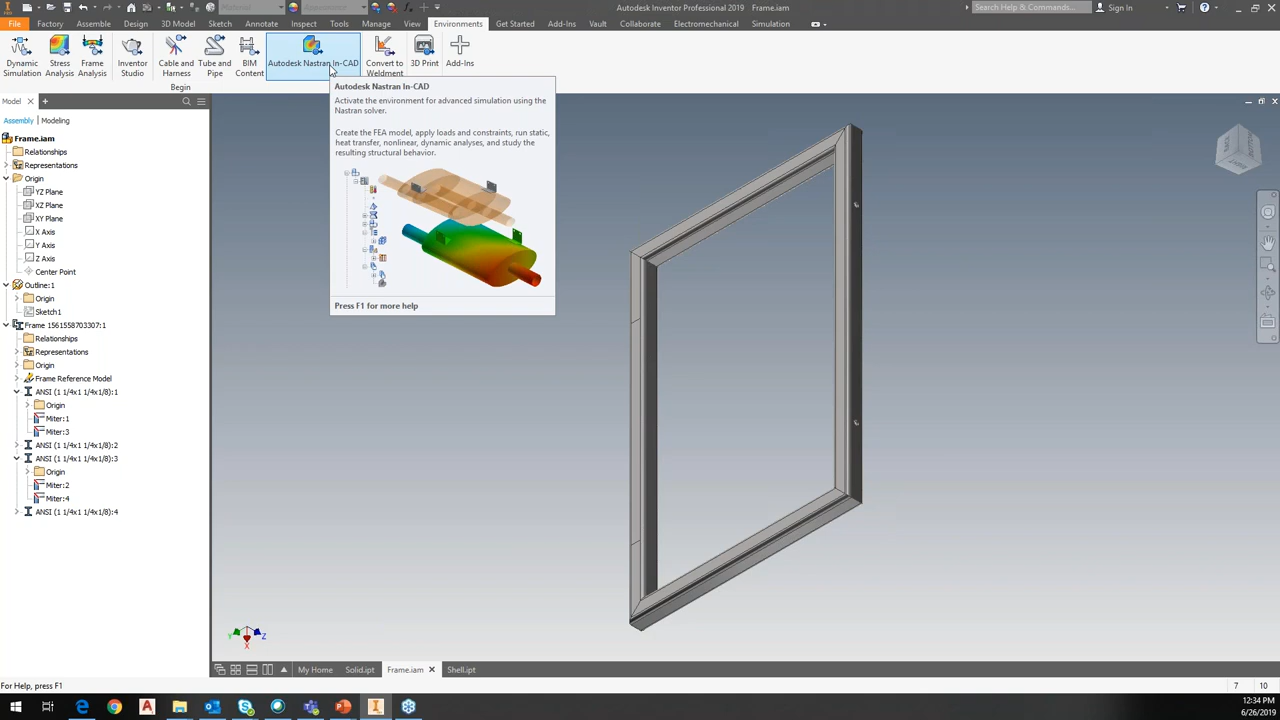 Material
Appearance
Autodesk Inventor Professional 2019
Frame.iam
Search Help & Commands...
Sign In
File
Factory
Assemble
Design
3D Model
Sketch
Annotate
Inspect
Tools
Manage
View
Environments
Get Started
Add-Ins
Vault
Collaborate
Electromechanical
Simulation
Dynamic
Simulation
Stress
Analysis
Frame
Analysis
Inventor
Studio
Cable and
Harness
Tube and
Pipe
BIM
Content
Autodesk Nastran In-CAD
Convert to
Weldment
3D Print
Add-Ins
Begin
Autodesk Nastran In-CAD
Activate the environment for advanced simulation using the
Nastran solver.
Create the FEA model, apply loads and constraints, run static,
heat transfer, nonlinear, dynamic analyses, and study the
resulting structural behavior.
Press F1 for more help
Model
Assembly
Modeling
Frame.iam
Relationships
Representations
Origin
YZ Plane
XZ Plane
XY Plane
X Axis
Y Axis
Z Axis
Center Point
Outline:1
Origin
Sketch1
Frame 1561558703307:1
Relationships
Representations
Origin
Frame Reference Model
ANSI (1 1/4x1 1/4x1/8):1
Origin
Miter:1
Miter:3
ANSI (1 1/4x1 1/4x1/8):2
ANSI (1 1/4x1 1/4x1/8):3
Origin
Miter:2
Miter:4
ANSI (1 1/4x1 1/4x1/8):4
Y
Z
X
My Home
Solid.ipt
Frame.iam
Shell.ipt
For Help, press F1
7
10
12:34 PM
6/26/2019